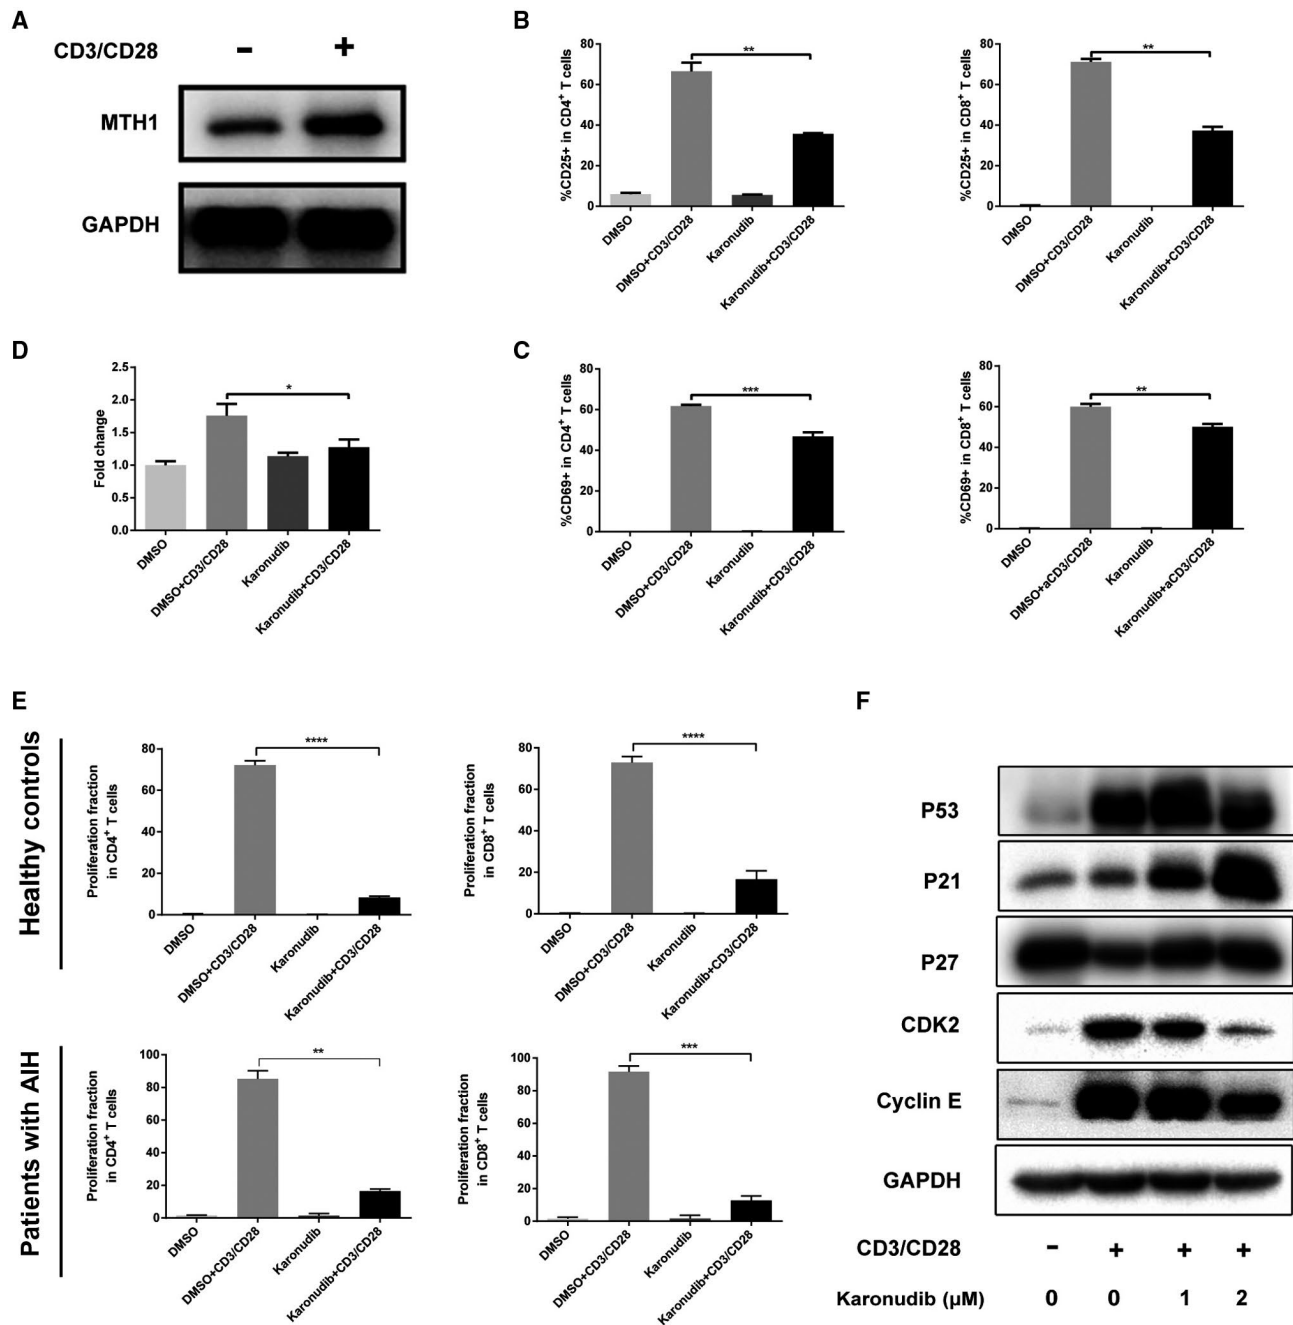 A
CD3/CD28
- +
MTH1
GAPDH
B
%CD25+ in CD4+ T cells
80
60
40
20
0
**
DMSO
DMSO+CD3/CD28
Karonudib
Karonudib+CD3/CD28
%CD25+ in CD8+ T cells
80
60
40
20
0
**
DMSO
DMSO+CD3/CD28
Karonudib
Karonudib+CD3/CD28
D
Fold change
2.5
2.0
1.5
1.0
0.5
0.0
*
DMSO
DMSO+CD3/CD28
Karonudib
Karonudib+CD3/CD28
C
%CD69+ in CD4+ T cells
80
60
40
20
0
***
DMSO
DMSO+CD3/CD28
Karonudib
Karonudib+CD3/CD28
%CD69+ in CD8+ T cells
80
60
40
20
0
**
DMSO
DMSO+aCD3/CD28
Karonudib
Karonudib+aCD3/CD28
E
Healthy controls
Proliferation fraction
in CD4+ T cells
80
60
40
20
0
****
DMSO
DMSO+CD3/CD28
Karonudib
Karonudib+CD3/CD28
Proliferation fraction
in CD8+ T cells
80
60
40
20
0
****
DMSO
DMSO+CD3/CD28
Karonudib
Karonudib+CD3/CD28
Patients with AIH
Proliferation fraction
in CD4+ T cells
100
80
60
40
20
0
**
DMSO
DMSO+CD3/CD28
Karonudib
Karonudib+CD3/CD28
Proliferation fraction
in CD8+ T cells
100
80
60
40
20
0
***
DMSO
DMSO+CD3/CD28
Karonudib
Karonudib+CD3/CD28
F
P53
P21
P27
CDK2
Cyclin E
GAPDH
CD3/CD28 - + + +
Karonudib (µM) 0 0 1 2